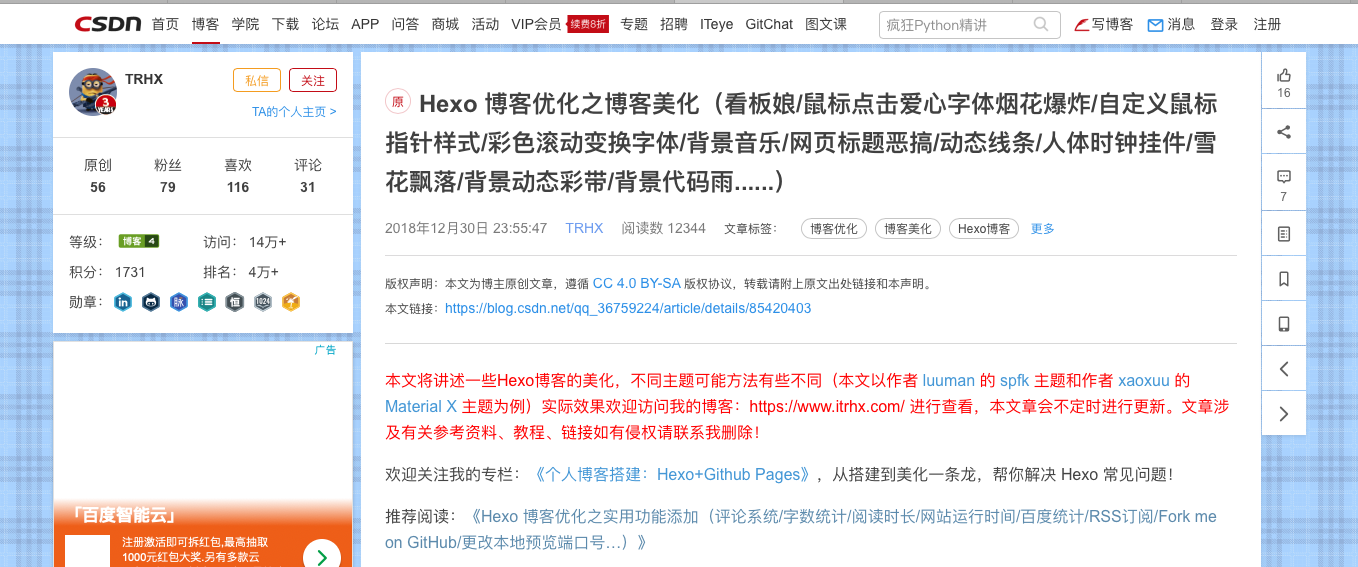 CSDN 首页 博客 学院 下载 论坛 APP 问答 商城 活动 VIP会员 续费8折 专题 招聘 ITeye GitChat 图文课 疯狂Python精讲 写博客 消息 登录 注册
TRHX 私信 关注
3
YEARS
TA的个人主页 >
原创 粉丝 喜欢 评论
56 79 116 31
等级： 博客 4 访问： 14万+
积分： 1731 排名： 4万+
勋章： in 脉 恒 1024
广告
「百度智能云」
注册激活即可拆红包,最高抽取
1000元红包大奖.另有多款云
原 Hexo 博客优化之博客美化（看板娘/鼠标点击爱心字体烟花爆炸/自定义鼠标
指针样式/彩色滚动变换字体/背景音乐/网页标题恶搞/动态线条/人体时钟挂件/雪
花飘落/背景动态彩带/背景代码雨......）
2018年12月30日 23:55:47 TRHX 阅读数 12344 文章标签： 博客优化 博客美化 Hexo博客 更多
版权声明：本文为博主原创文章，遵循 CC 4.0 BY-SA 版权协议，转载请附上原文出处链接和本声明。
本文链接：https://blog.csdn.net/qq_36759224/article/details/85420403
本文将讲述一些Hexo博客的美化，不同主题可能方法有些不同（本文以作者 luuman 的 spfk 主题和作者 xaoxuu 的
Material X 主题为例）实际效果欢迎访问我的博客：https://www.itrhx.com/ 进行查看，本文章会不定时进行更新。文章涉
及有关参考资料、教程、链接如有侵权请联系我删除！
欢迎关注我的专栏：《个人博客搭建：Hexo+Github Pages》，从搭建到美化一条龙，帮你解决 Hexo 常见问题！
推荐阅读：《Hexo 博客优化之实用功能添加（评论系统/字数统计/阅读时长/网站运行时间/百度统计/RSS订阅/Fork me
on GitHub/更改本地预览端口号…）》
16
7